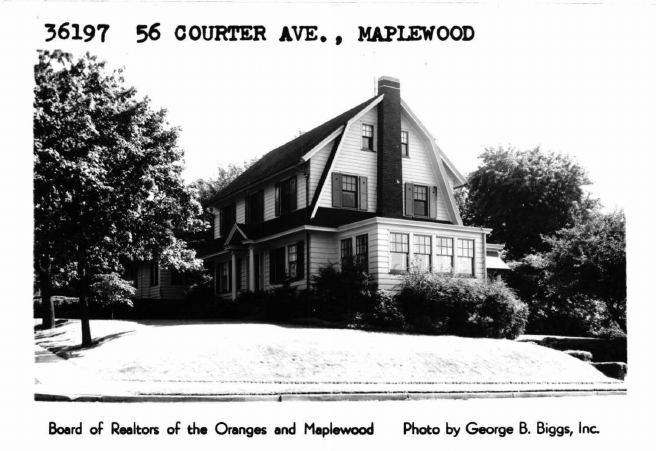 36197 56 COURTER AVE., MAPLEWOOD
Board of Realtors of the Oranges and Maplewood Photo by George B. Biggs, Inc.